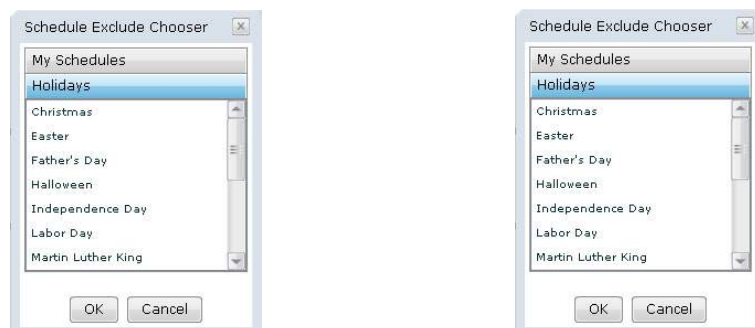 Schedule Exclude Chooser
My Schedules
Holidays
Christmas
Easter
Father's Day
Halloween
Independence Day
Labor Day
Martin Luther King
OK Cancel
Schedule Exclude Chooser
My Schedules
Holidays
Christmas
Easter
Father's Day
Halloween
Independence Day
Labor Day
Martin Luther King
OK Cancel